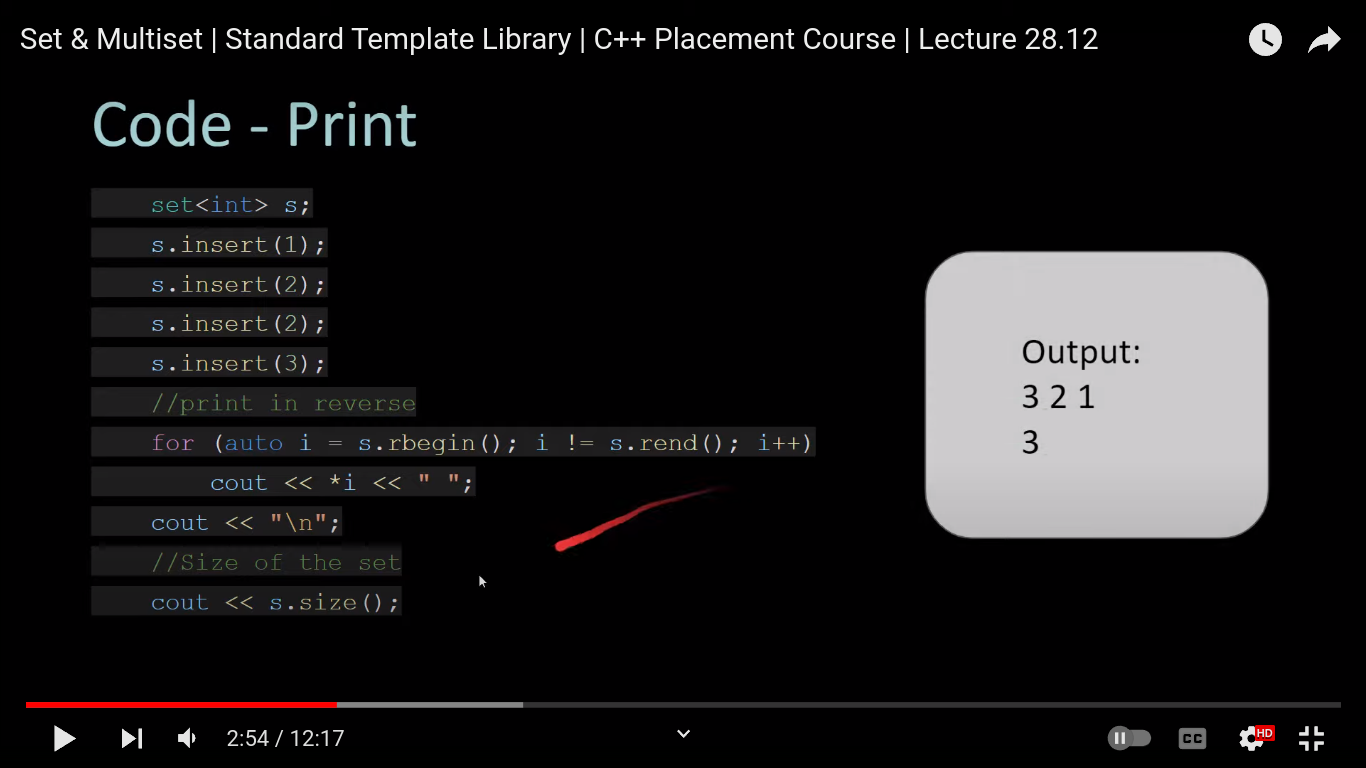 Set & Multiset | Standard Template Library | C++ Placement Course | Lecture 28.12
Code - Print
set<int> s;
s.insert(1);
s.insert(2);
s.insert(2);
s.insert(3);
//print in reverse
for (auto i = s.rbegin(); i != s.rend(); i++)
cout << *i << " ";
cout << "\n";
//Size of the set
cout << s.size();
Output:
3 2 1
3
2:54 / 12:17
CC
HD